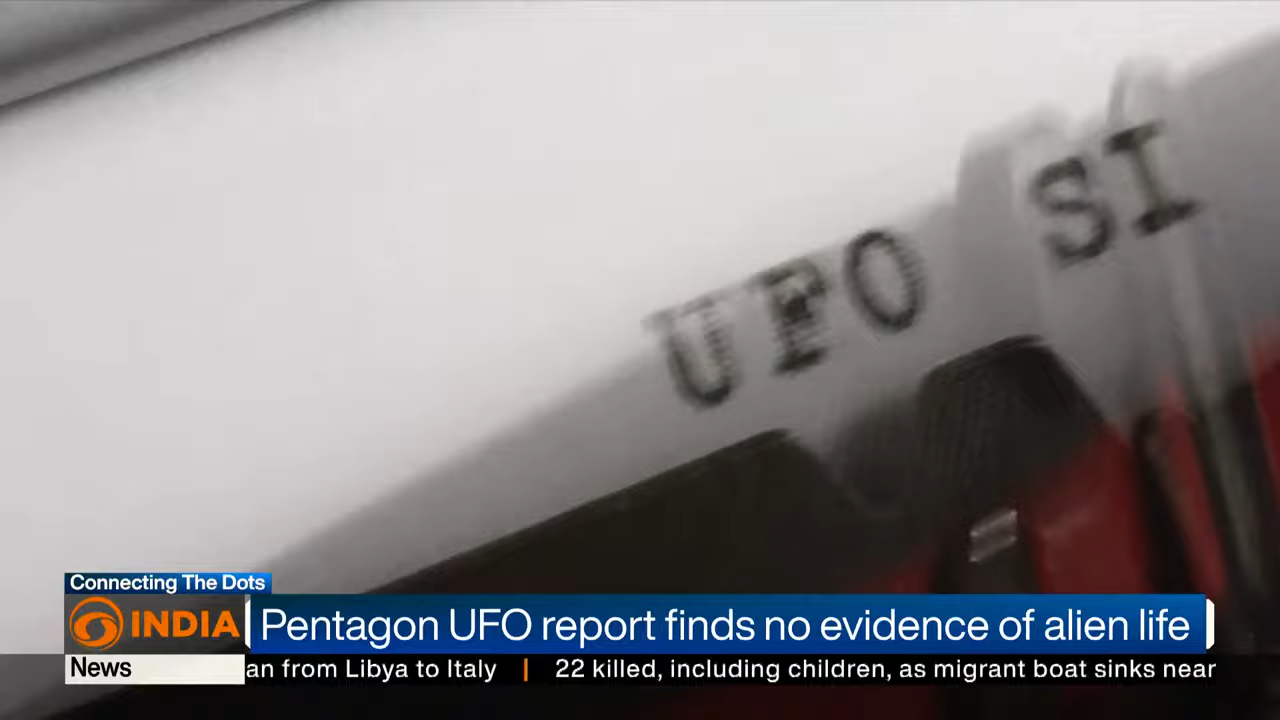 UFO SI
Connecting The Dots
INDIA
Pentagon UFO report finds no evidence of alien life
News
an from Libya to Italy | 22 killed, including children, as migrant boat sinks near